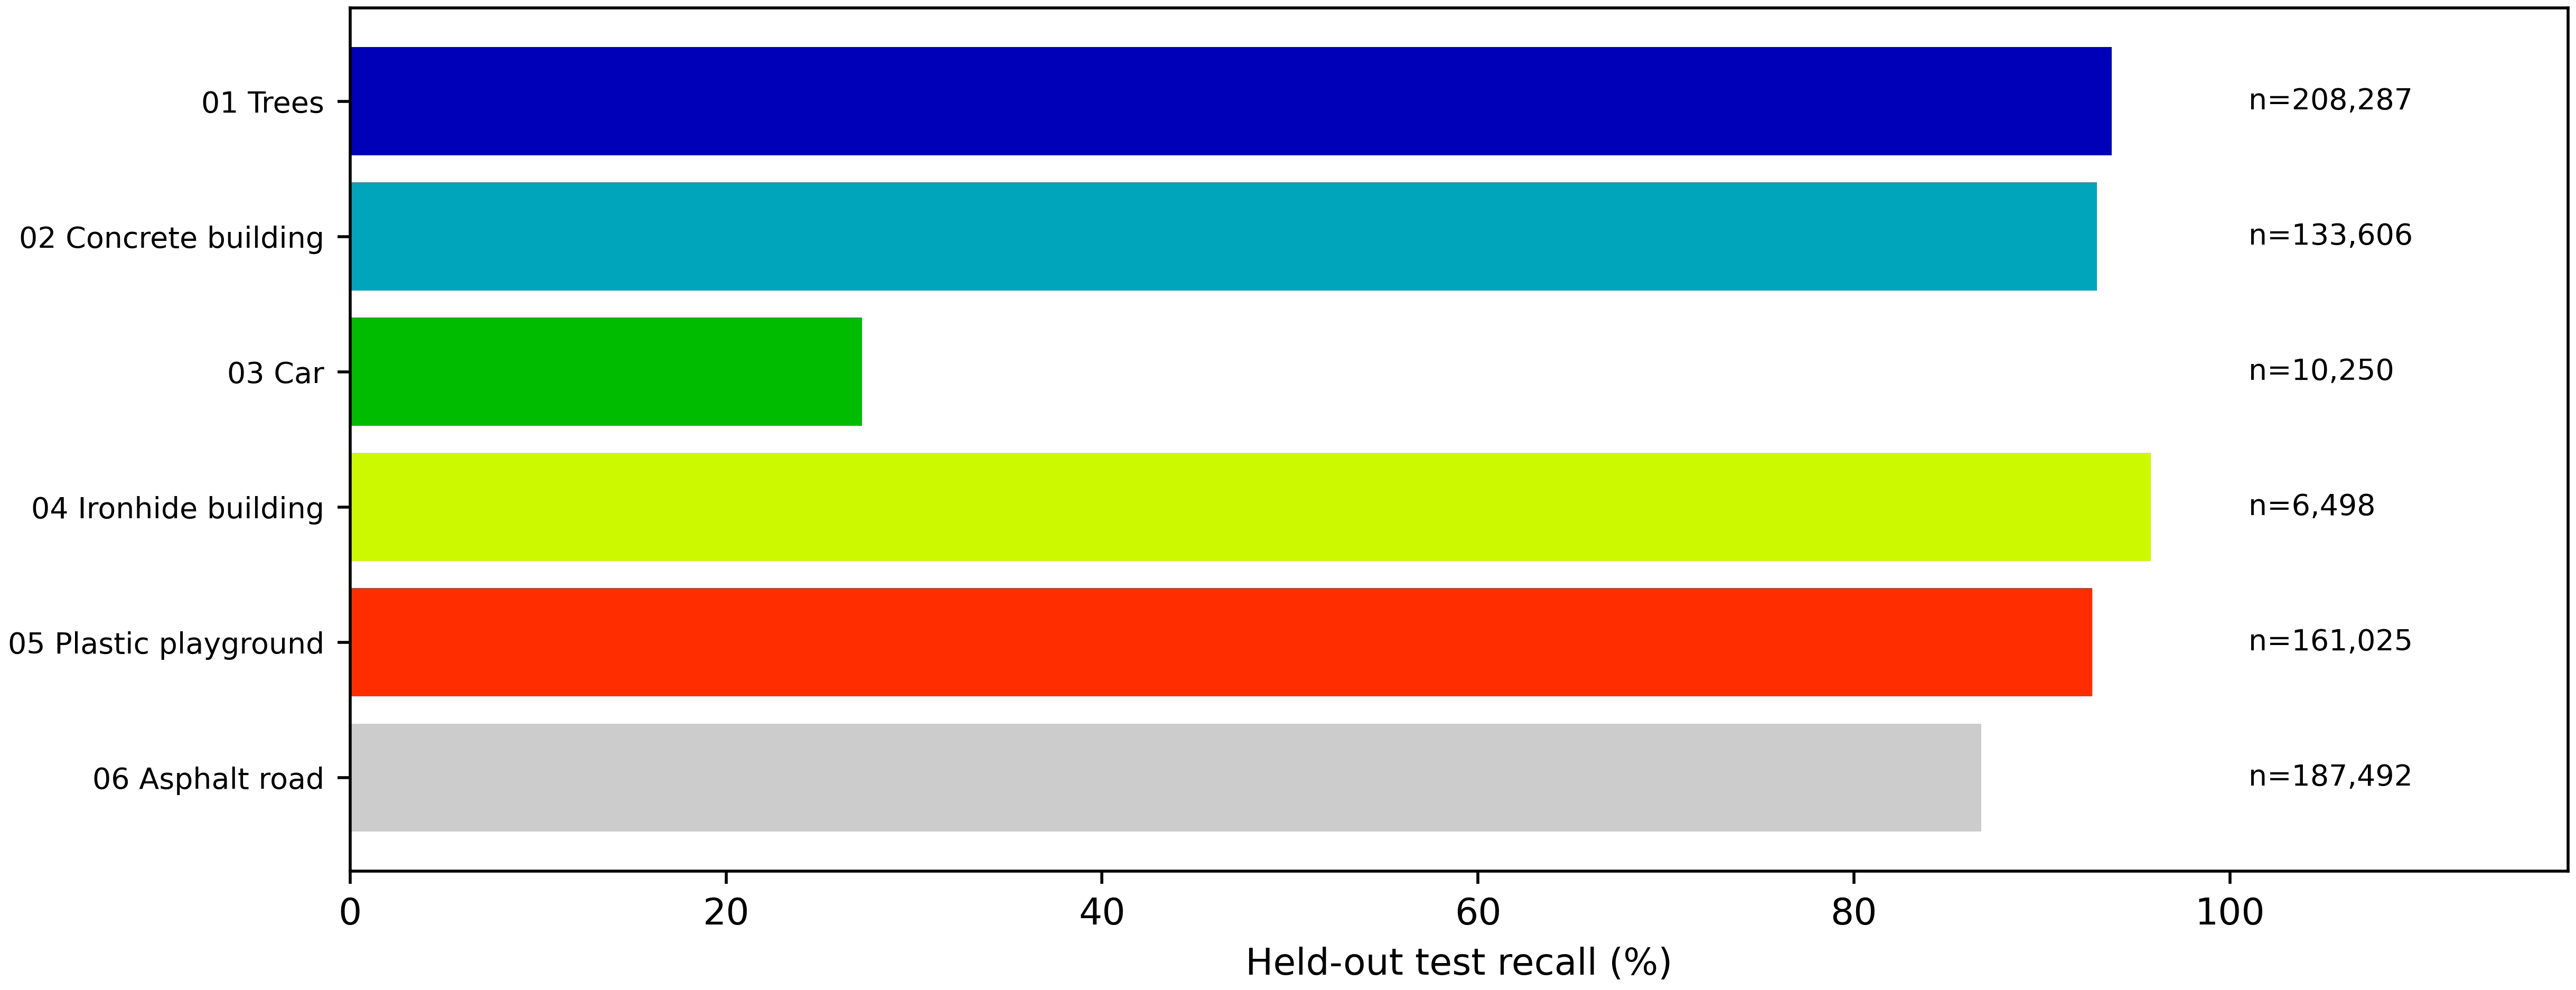 01 Trees n=208,287
02 Concrete building n=133,606
03 Car n=10,250
04 Ironhide building n=6,498
05 Plastic playground n=161,025
06 Asphalt road n=187,492
0 20 40 60 80 100
Held-out test recall (%)